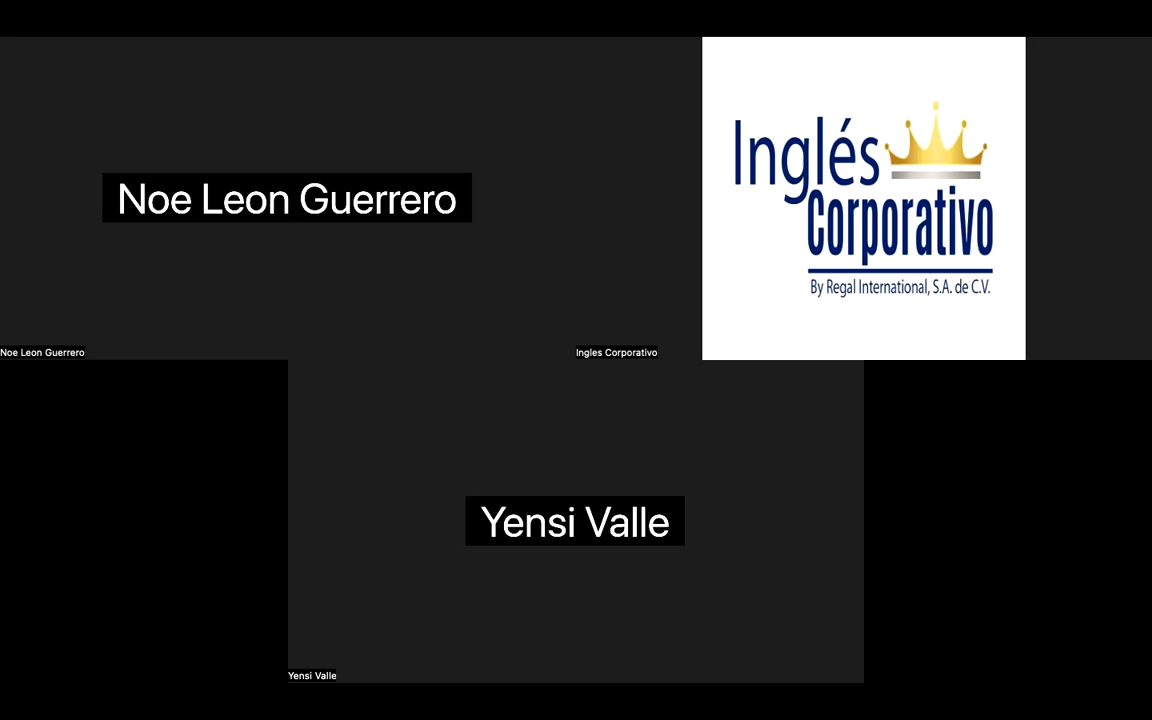 Noe Leon Guerrero
Inglés
Corporativo
By Regal International, S.A. de C.V.
Noe Leon Guerrero
Ingles Corporativo
Yensi Valle
Yensi Valle